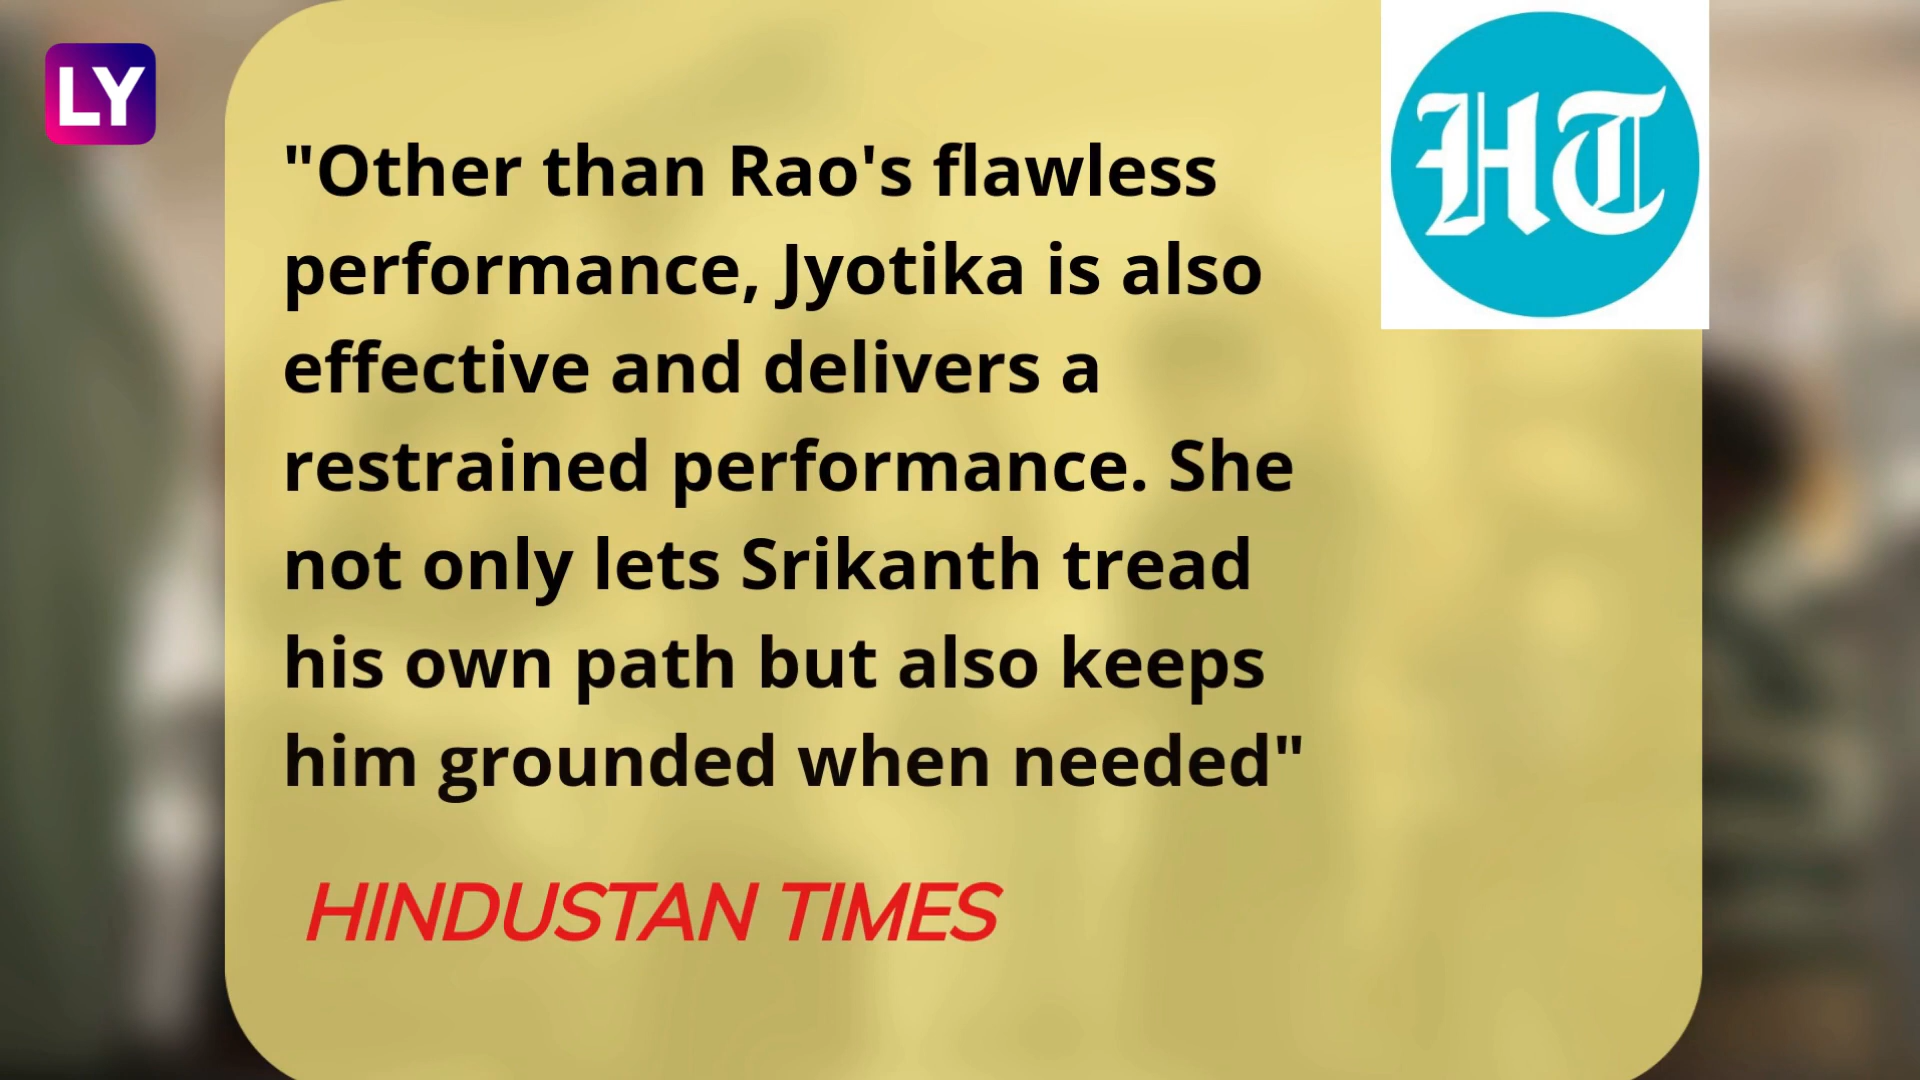 LY
HT
"Other than Rao's flawless
performance, Jyotika is also
effective and delivers a
restrained performance. She
not only lets Srikanth tread
his own path but also keeps
him grounded when needed"
HINDUSTAN TIMES